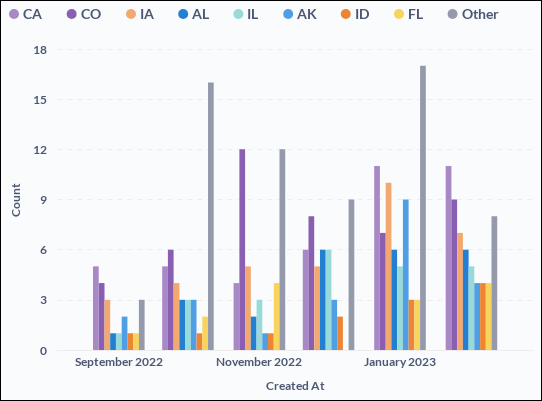 CA CO IA AL IL AK ID FL Other
18
15
12
9
6
3
0
Count
September 2022 November 2022 January 2023
Created At